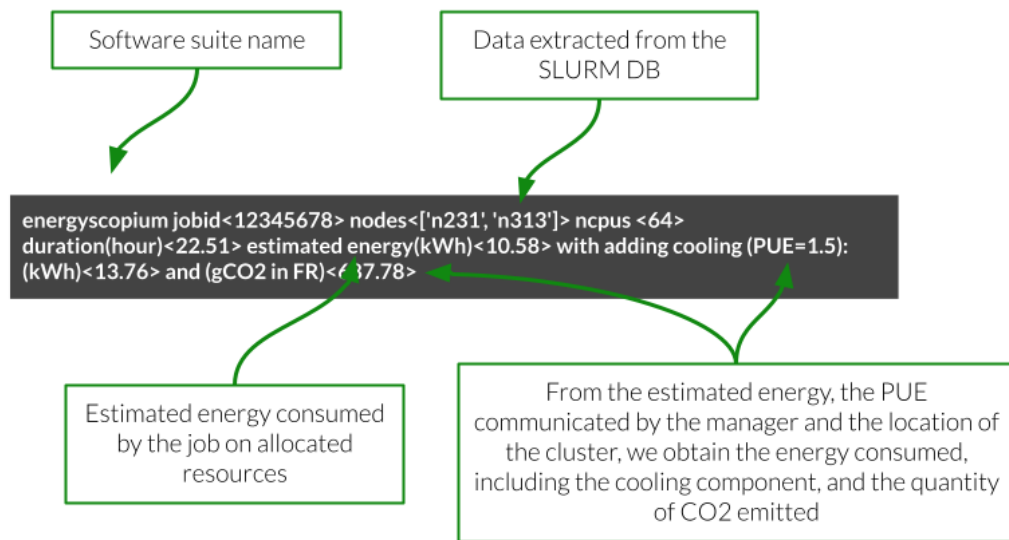 Software suite name
Data extracted from the
SLURM DB
energyscopium jobid<12345678> nodes<['n231', 'n313']> ncpus <64>
duration(hour)<22.51> estimated energy(kWh)<10.58> with adding cooling (PUE=1.5):
(kWh)<13.76> and (gCO2 in FR)<
Estimated energy consumed
by the job on allocated
resources
From the estimated energy, the PUE
communicated by the manager and the location of
the cluster, we obtain the energy consumed,
including the cooling component, and the quantity
of CO2 emitted